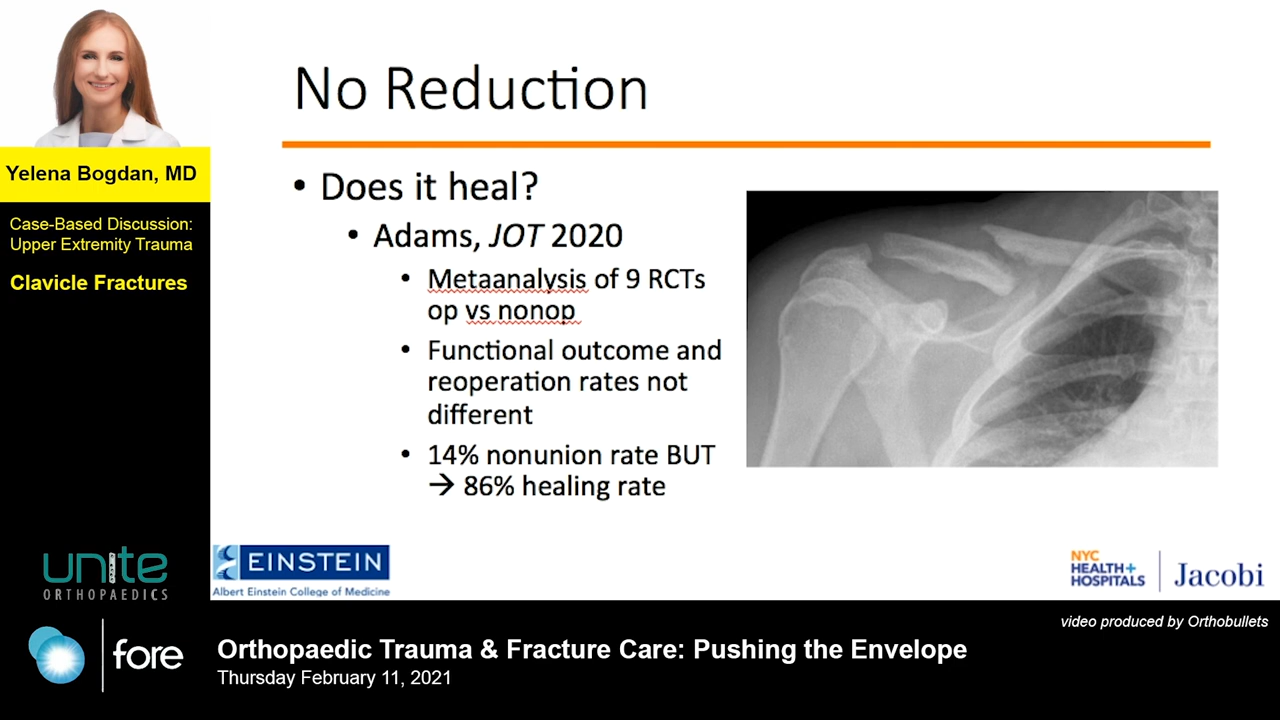 Yelena Bogdan, MD
Case-Based Discussion:
Upper Extremity Trauma
Clavicle Fractures
unite
ORTHOPAEDICS
No Reduction
• Does it heal?
• Adams, JOT 2020
• Metaanalysis of 9 RCTs
op vs nonop
• Functional outcome and
reoperation rates not
different
• 14% nonunion rate BUT
→ 86% healing rate
EINSTEIN
Albert Einstein College of Medicine
NYC
HEALTH+
HOSPITALS
Jacobi
video produced by Orthobullets
fore
Orthopaedic Trauma & Fracture Care: Pushing the Envelope
Thursday February 11, 2021